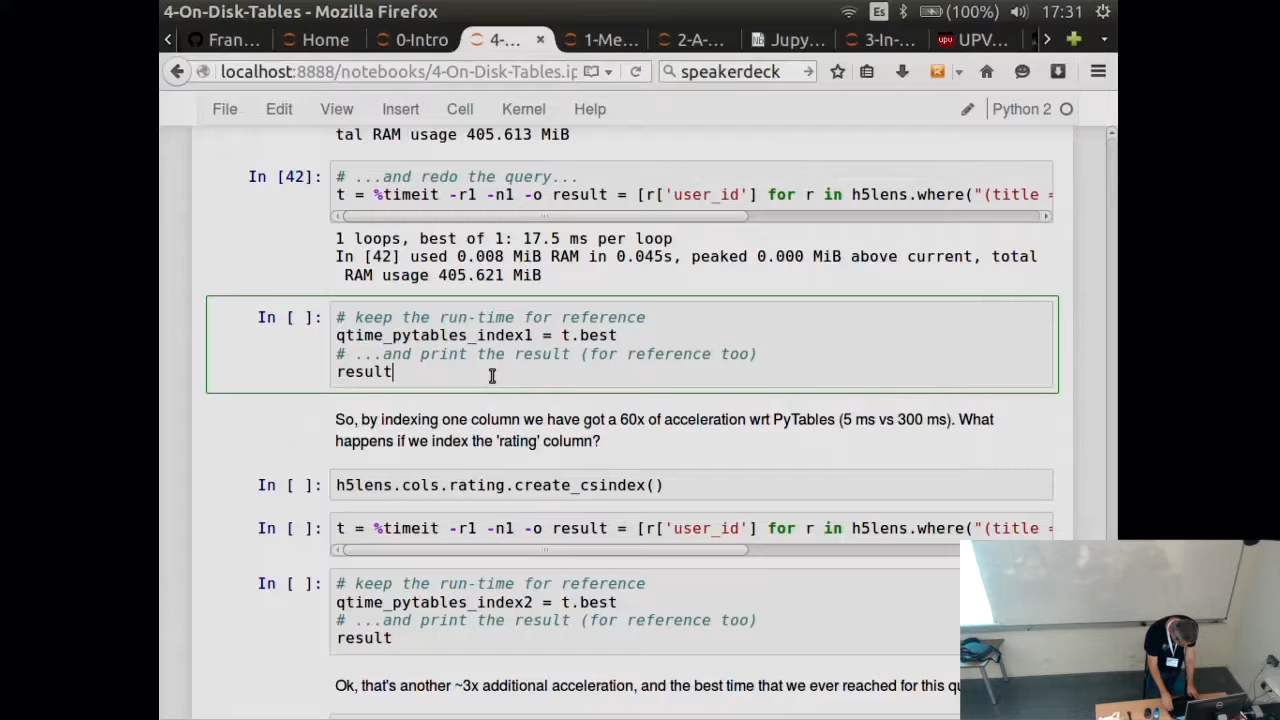 4-On-Disk-Tables - Mozilla Firefox
Es
(100%)
17:31
Fran...
Home
0-Intro
4-...
1-Me...
2-A-...
Jupy...
3-In-...
UPV...
localhost:8888/notebooks/4-On-Disk-Tables.ip
speakerdeck
File Edit View Insert Cell Kernel Help
Python 2
tal RAM usage 405.613 MiB
In [42]:
# ...and redo the query...
t = %timeit -r1 -n1 -o result = [r['user_id'] for r in h5lens.where("(title =
1 loops, best of 1: 17.5 ms per loop
In [42] used 0.008 MiB RAM in 0.045s, peaked 0.000 MiB above current, total
RAM usage 405.621 MiB
In [ ]:
# keep the run-time for reference
qtime_pytables_index1 = t.best
# ...and print the result (for reference too)
result
So, by indexing one column we have got a 60x of acceleration wrt PyTables (5 ms vs 300 ms). What
happens if we index the 'rating' column?
In [ ]:
h5lens.cols.rating.create_csindex()
In [ ]:
t = %timeit -r1 -n1 -o result = [r['user_id'] for r in h5lens.where("(title =
In [ ]:
# keep the run-time for reference
qtime_pytables_index2 = t.best
# ...and print the result (for reference too)
result
Ok, that's another ~3x additional acceleration, and the best time that we ever reached for this